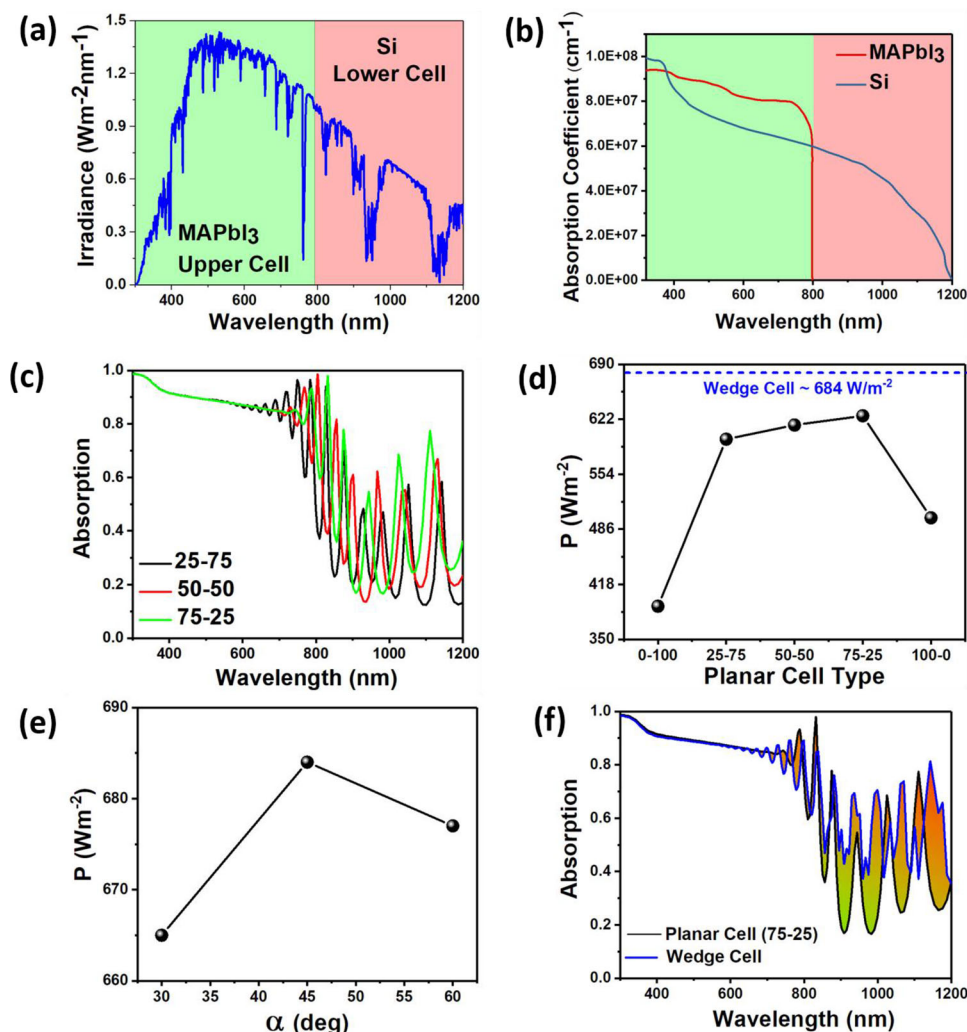 (a)
1.5
1.2
0.9
0.6
0.3
0.0
Irradiance (Wm⁻²nm⁻¹)
Si
Lower Cell
MAPbI₃
Upper Cell
400 600 800 1000 1200
Wavelength (nm)
(b)
1.0E+08
8.0E+07
6.0E+07
4.0E+07
2.0E+07
0.0E+00
Absorption Coefficient (cm⁻¹)
MAPbI₃
Si
400 600 800 1000 1200
Wavelength (nm)
(c)
1.0
0.8
0.6
0.4
0.2
0.0
Absorption
25-75
50-50
75-25
400 600 800 1000 1200
Wavelength (nm)
(d)
690
622
554
486
418
350
P (Wm⁻²)
Wedge Cell ~ 684 W/m⁻²
0-100 25-75 50-50 75-25 100-0
Planar Cell Type
(e)
690
680
670
660
P (Wm⁻²)
30 35 40 45 50 55 60
α (deg)
(f)
1.0
0.8
0.6
0.4
0.2
0.0
Absorption
Planar Cell (75-25)
Wedge Cell
400 600 800 1000 1200
Wavelength (nm)